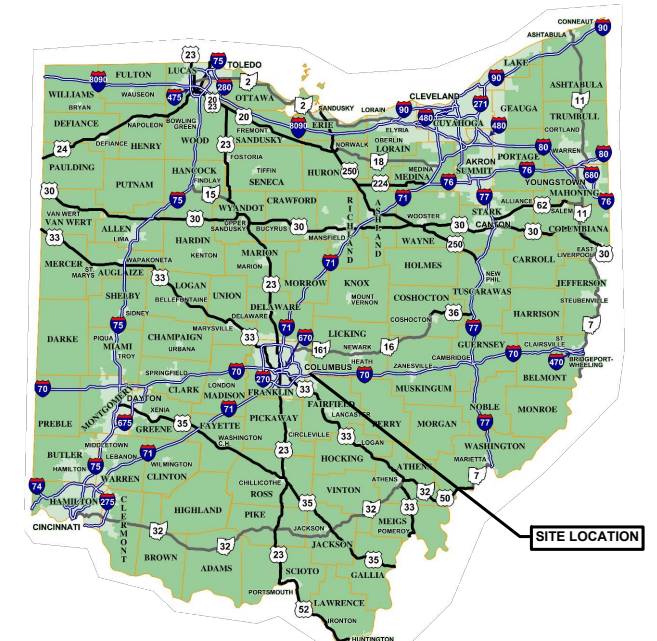 CONNEAUT
90
ASHTABULA
23
75
TOLEDO
LUCAS
LAKE
FULTON
8090
280
2
90
WILLIAMS
WAUSEON
475
20
23
OTTAWA
CLEVELAND
ASHTABULA
BRYAN
2
SANDUSKY
LORAIN
90
271
GEAUGA
11
DEFIANCE
NAPOLEON
BOWLING
GREEN
20
8090
ERIE
480
CUYAHOGA
480
TRUMBULL
FREMONT
ELYRIA
CORTLAND
DEFIANCE
HENRY
WOOD
23
SANDUSKY
NORWALK
OBERLIN
LORAIN
80
WARREN
24
FOSTORIA
18
AKRON
PORTAGE
80
PAULDING
HANCOCK
TIFFIN
HURON
250
MEDINA
MEDINA
SUMMIT
76
680
PUTNAM
FINDLAY
SENECA
224
76
YOUNGSTOWN
15
71
77
MAHONING
30
75
WYANDOT
CRAWFORD
RICHLAND
ASHLAND
WOOSTER
STARK
ALLIANCE
62
SALEM
76
VAN WERT
VAN WERT
30
UPPER
SANDUSKY
BUCYRUS
30
30
CANTON
11
33
ALLEN
LIMA
MANSFIELD
WAYNE
30
COLUMBIANA
HARDIN
MARION
250
EAST
LIVERPOOL
30
MERCER
WAPAKONETA
KENTON
71
HOLMES
CARROLL
ST.
MARYS
AUGLAIZE
33
MARION
NEW
PHIL
JEFFERSON
LOGAN
23
MORROW
KNOX
TUSCARAWAS
SHELBY
BELLEFONTAINE
UNION
DELAWARE
MOUNT
VERNON
COSHOCTON
STEUBENVILLE
SIDNEY
DELAWARE
COSHOCTON
36
HARRISON
75
MARYSVILLE
71
77
7
DARKE
PIQUA
CHAMPAIGN
33
670
LICKING
GUERNSEY
ST
CLAIRSVILLE
MIAMI
URBANA
161
NEWARK
16
TROY
HEATH
CAMBRIDGE
70
BRIDGEPORT-
WHEELING
SPRINGFIELD
70
COLUMBUS
70
ZANESVILLE
470
70
CLARK
LONDON
270
BELMONT
MADISON
FRANKLIN
33
MUSKINGUM
MONTGOMERY
DAYTON
71
FAIRFIELD
NOBLE
PREBLE
XENIA
FAYETTE
PICKAWAY
LANCASTER
PERRY
MORGAN
MONROE
675
GREENE
35
CIRCLEVILLE
33
77
MIDDLETOWN
WASHINGTON
C.H.
LOGAN
WASHINGTON
BUTLER
LEBANON
71
23
HOCKING
HAMILTON
75
WILMINGTON
ATHENS
MARIETTA
WARREN
CLINTON
CHILLICOTHE
ATHENS
7
74
ROSS
VINTON
32
50
HAMILTON
275
CLERMONT
HIGHLAND
35
33
CINCINNATI
PIKE
32
MEIGS
32
JACKSON
POMEROY
SITE LOCATION
32
JACKSON
BROWN
ADAMS
23
35
SCIOTO
GALLIA
PORTSMOUTH
52
LAWRENCE
IRONTON
HUNTINGTON